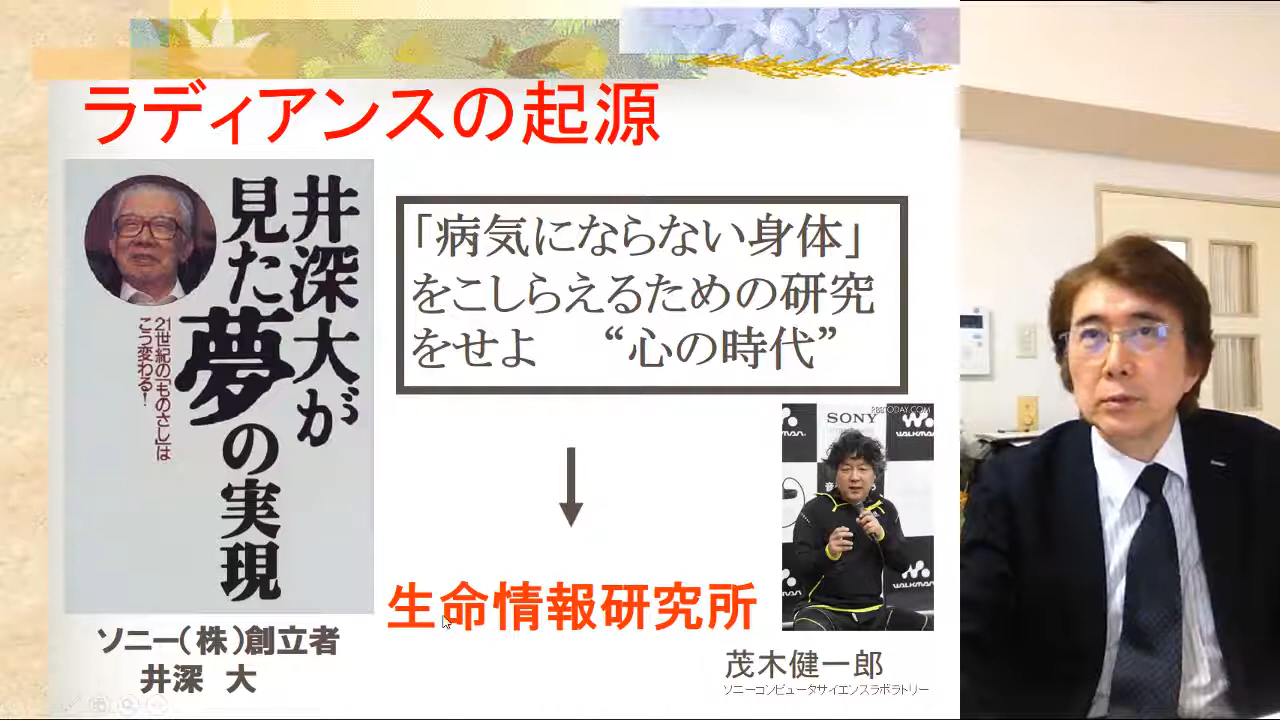 ラディアンスの起源
井深大が
見た夢の実現
21世紀の「ものさし」は
こう変わる！
ソニー（株）創立者
井深　大
「病気にならない身体」
をこしらえるための研究
をせよ　“心の時代”
生命情報研究所
RBBTODAY.COM
SONY
WALKMAN
WALKMAN
茂木健一郎
ソニーコンピュータサイエンスラボラトリー